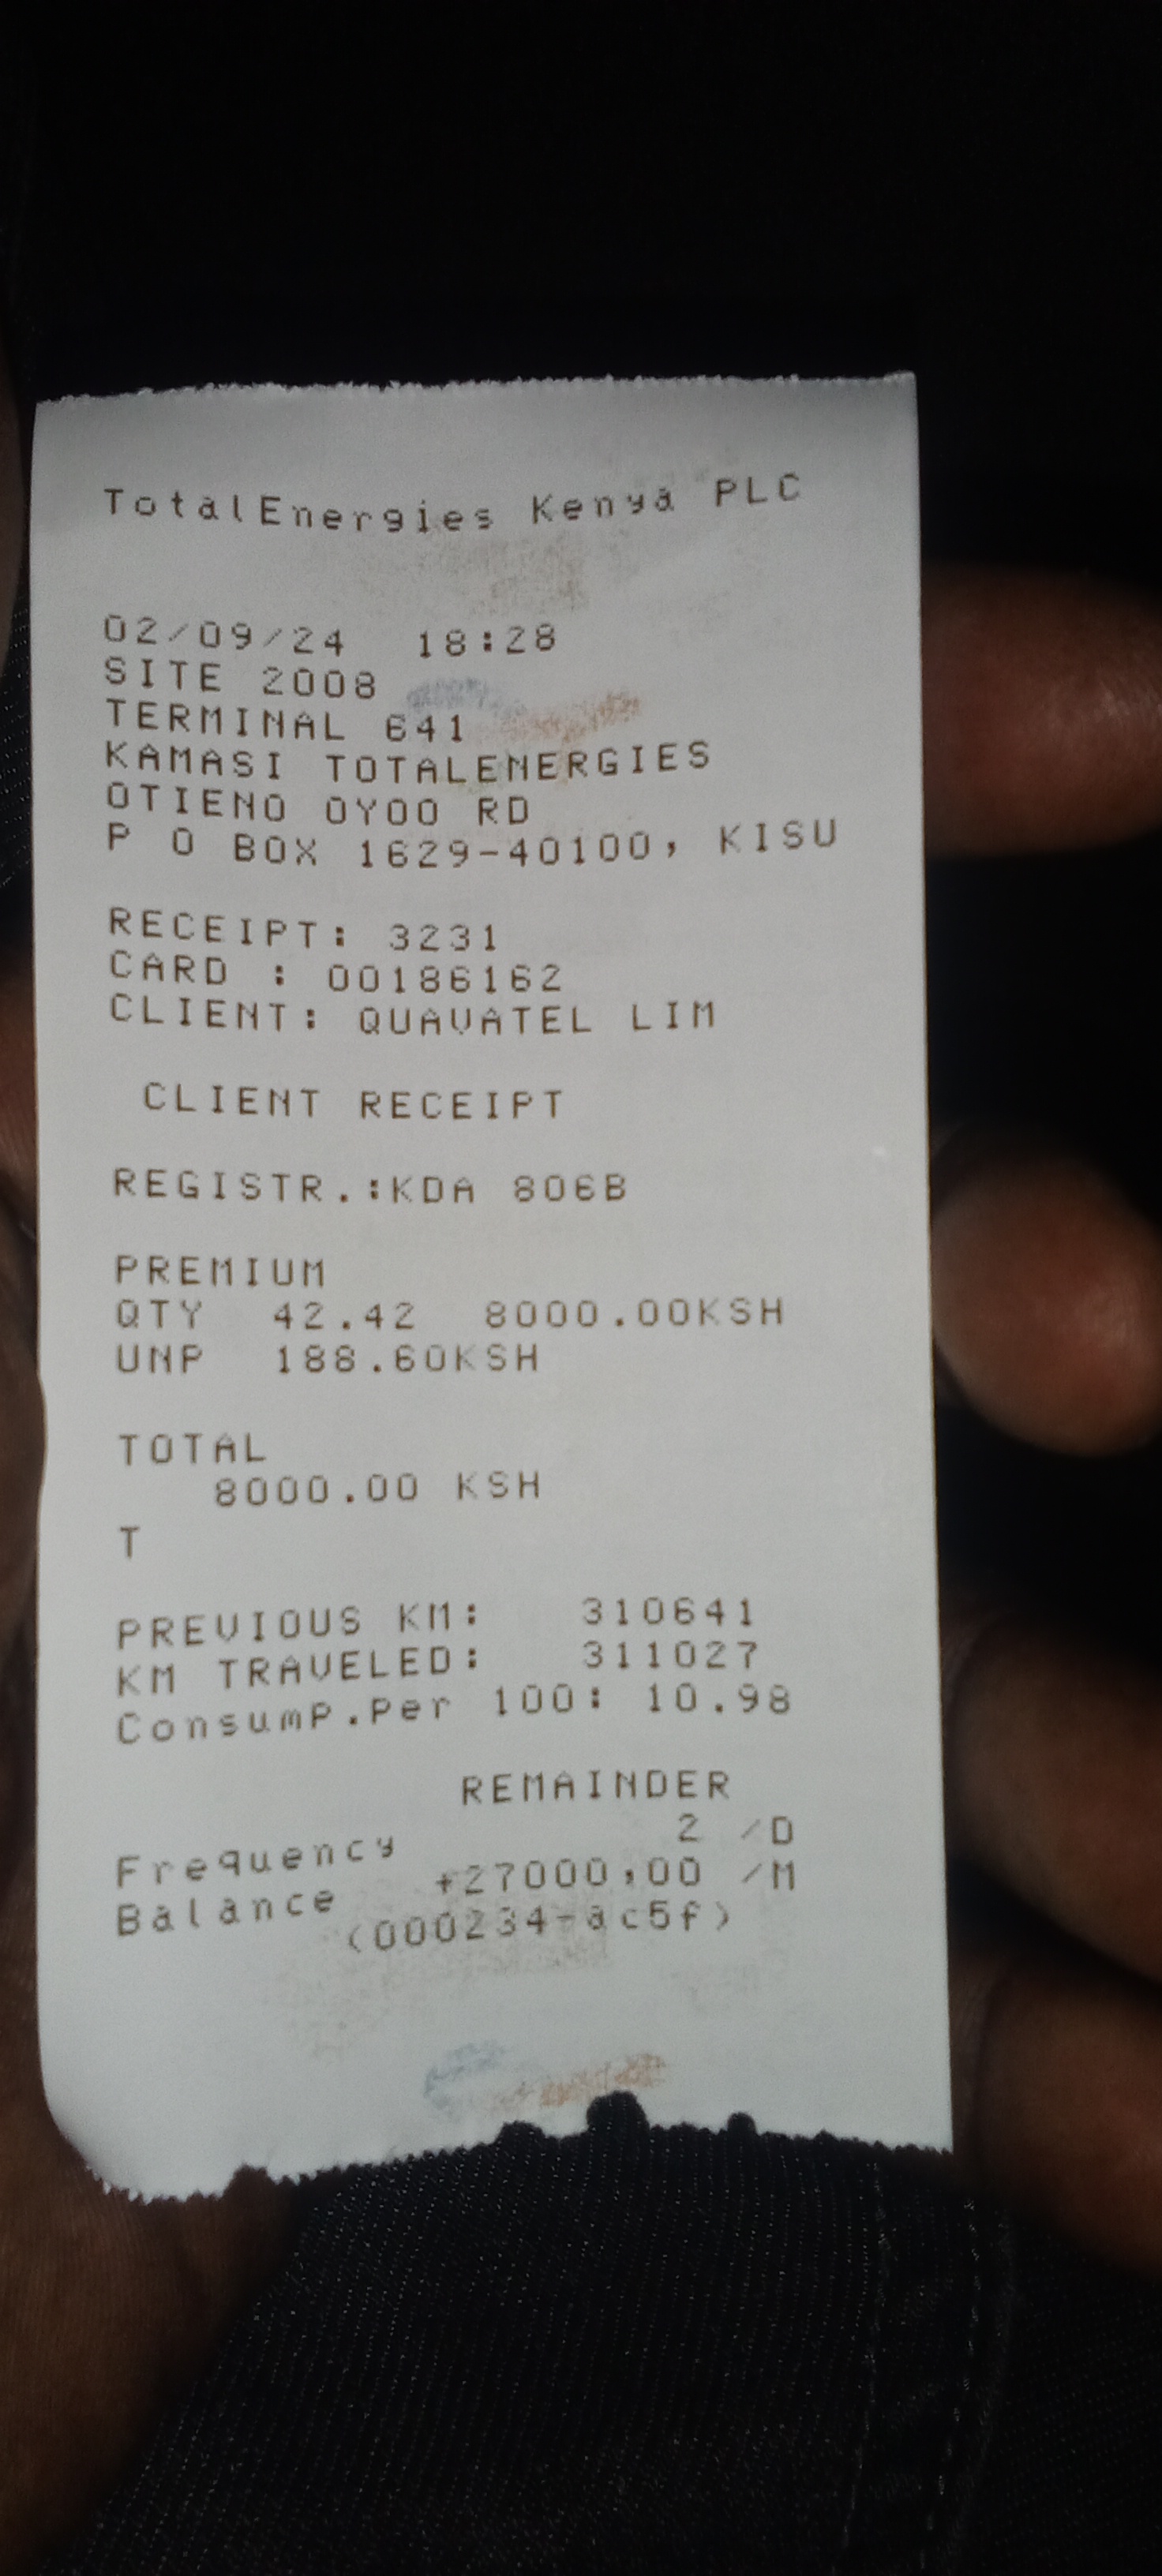 TotalEnergies Kenya PLC
02/09/24 18:28
SITE 2008
TERMINAL 641
KAMASI TOTALENERGIES
OTIENO OYOO RD
P O BOX 1629-40100, KISU
RECEIPT: 3231
CARD : 00186162
CLIENT: QUAVATEL LIM
CLIENT RECEIPT
REGISTR.:KDA 806B
PREMIUM
QTY 42.42 8000.00KSH
UNP 188.60KSH
TOTAL
8000.00 KSH
T
PREVIOUS KM: 310641
KM TRAVELED: 311027
Consump.Per 100: 10.98
REMAINDER
Frequency 2 /D
Balance +27000,00 /M
(000234-ac5f)